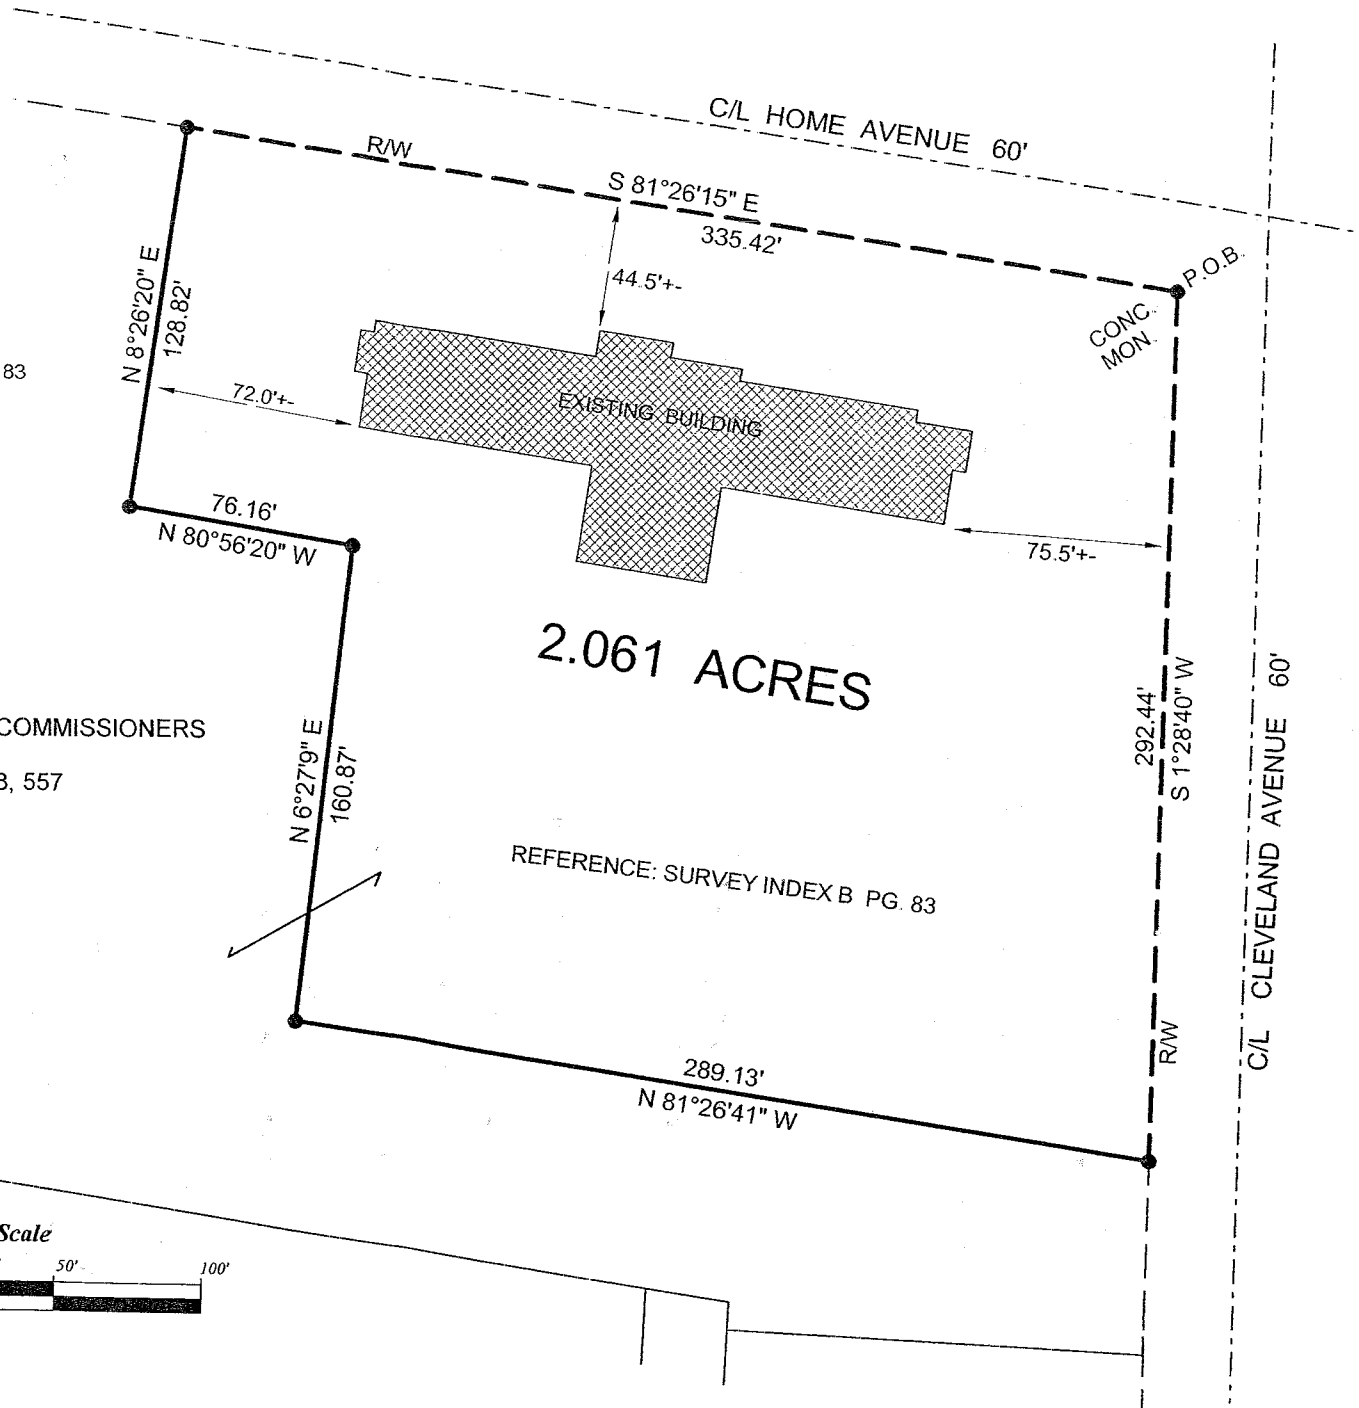 C/L HOME AVENUE 60'
R/W
S 81°26'15" E
335.42'
P.O.B.
CONC.
MON.
44.5'+-
N 8°26'20" E
128.82'
83
72.0'+-
EXISTING BUILDING
76.16'
N 80°56'20" W
75.5'+-
2.061 ACRES
292.44'
S 1°28'40" W
C/L CLEVELAND AVENUE 60'
COMMISSIONERS
, 557
N 6°27'9" E
160.87'
REFERENCE: SURVEY INDEX B PG. 83
R/W
289.13'
N 81°26'41" W
Scale
50'
100'